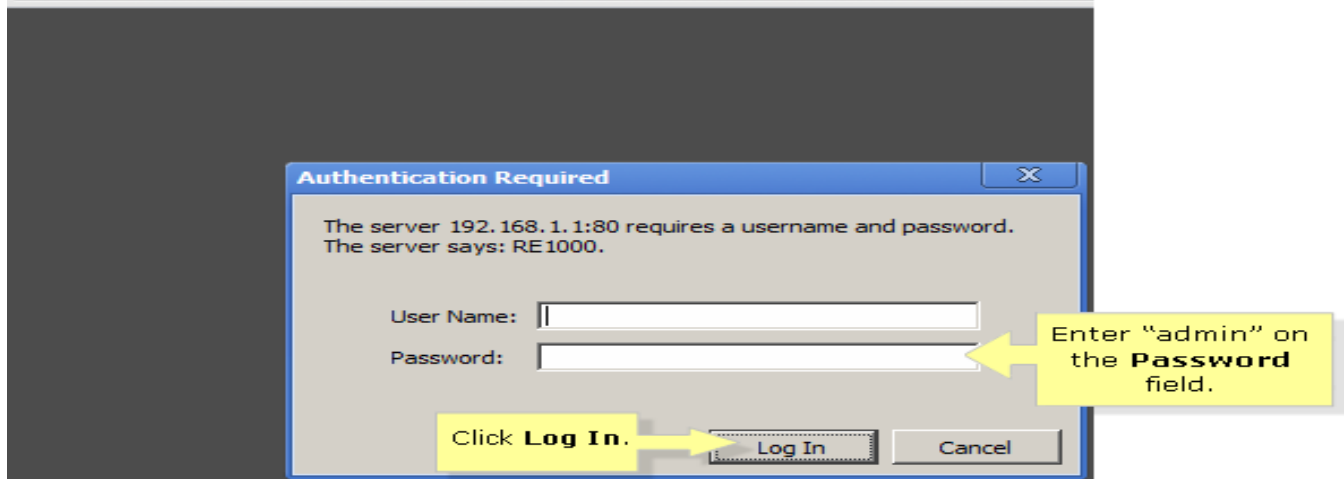 Authentication Required
The server 192.168.1.1:80 requires a username and password.
The server says: RE1000.
User Name:
Password:
Enter “admin” on
the Password
field.
Click Log In.
Log In
Cancel